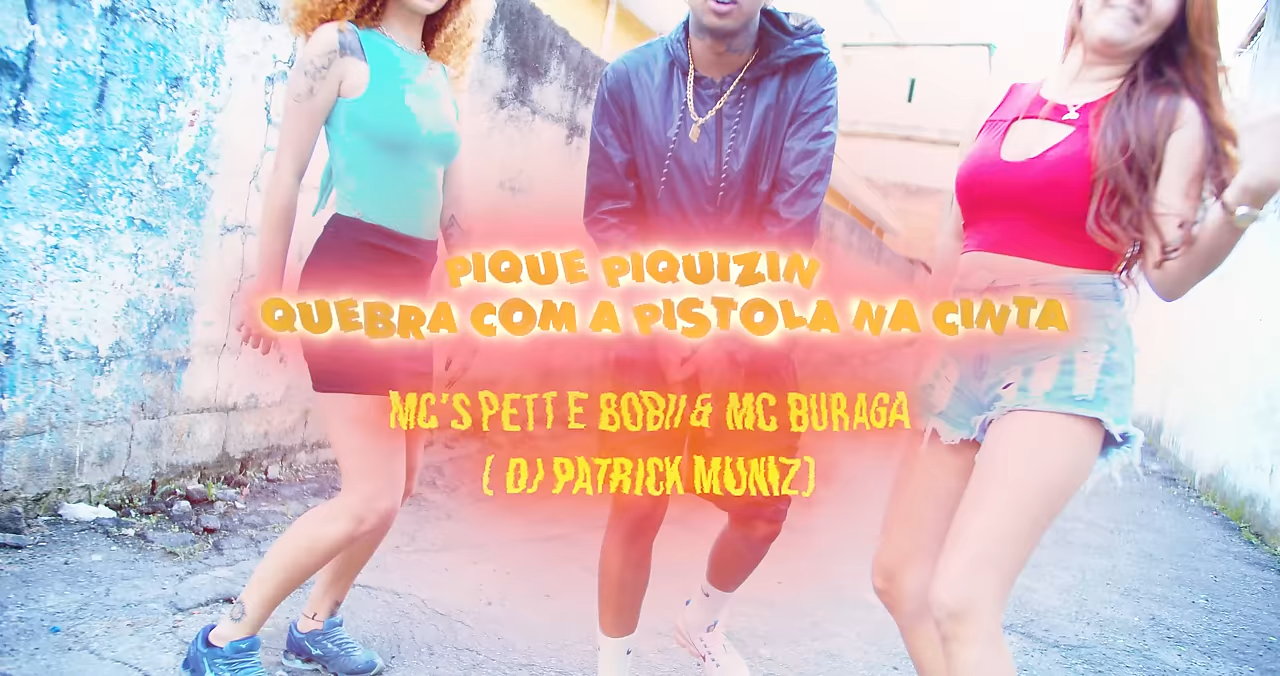 PIQUE PIQUIZIN
QUEBRA COM A PISTOLA NA CINTA
MC'S PETT E BOBII & MC BURAGA
( DJ PATRICK MUNIZ)